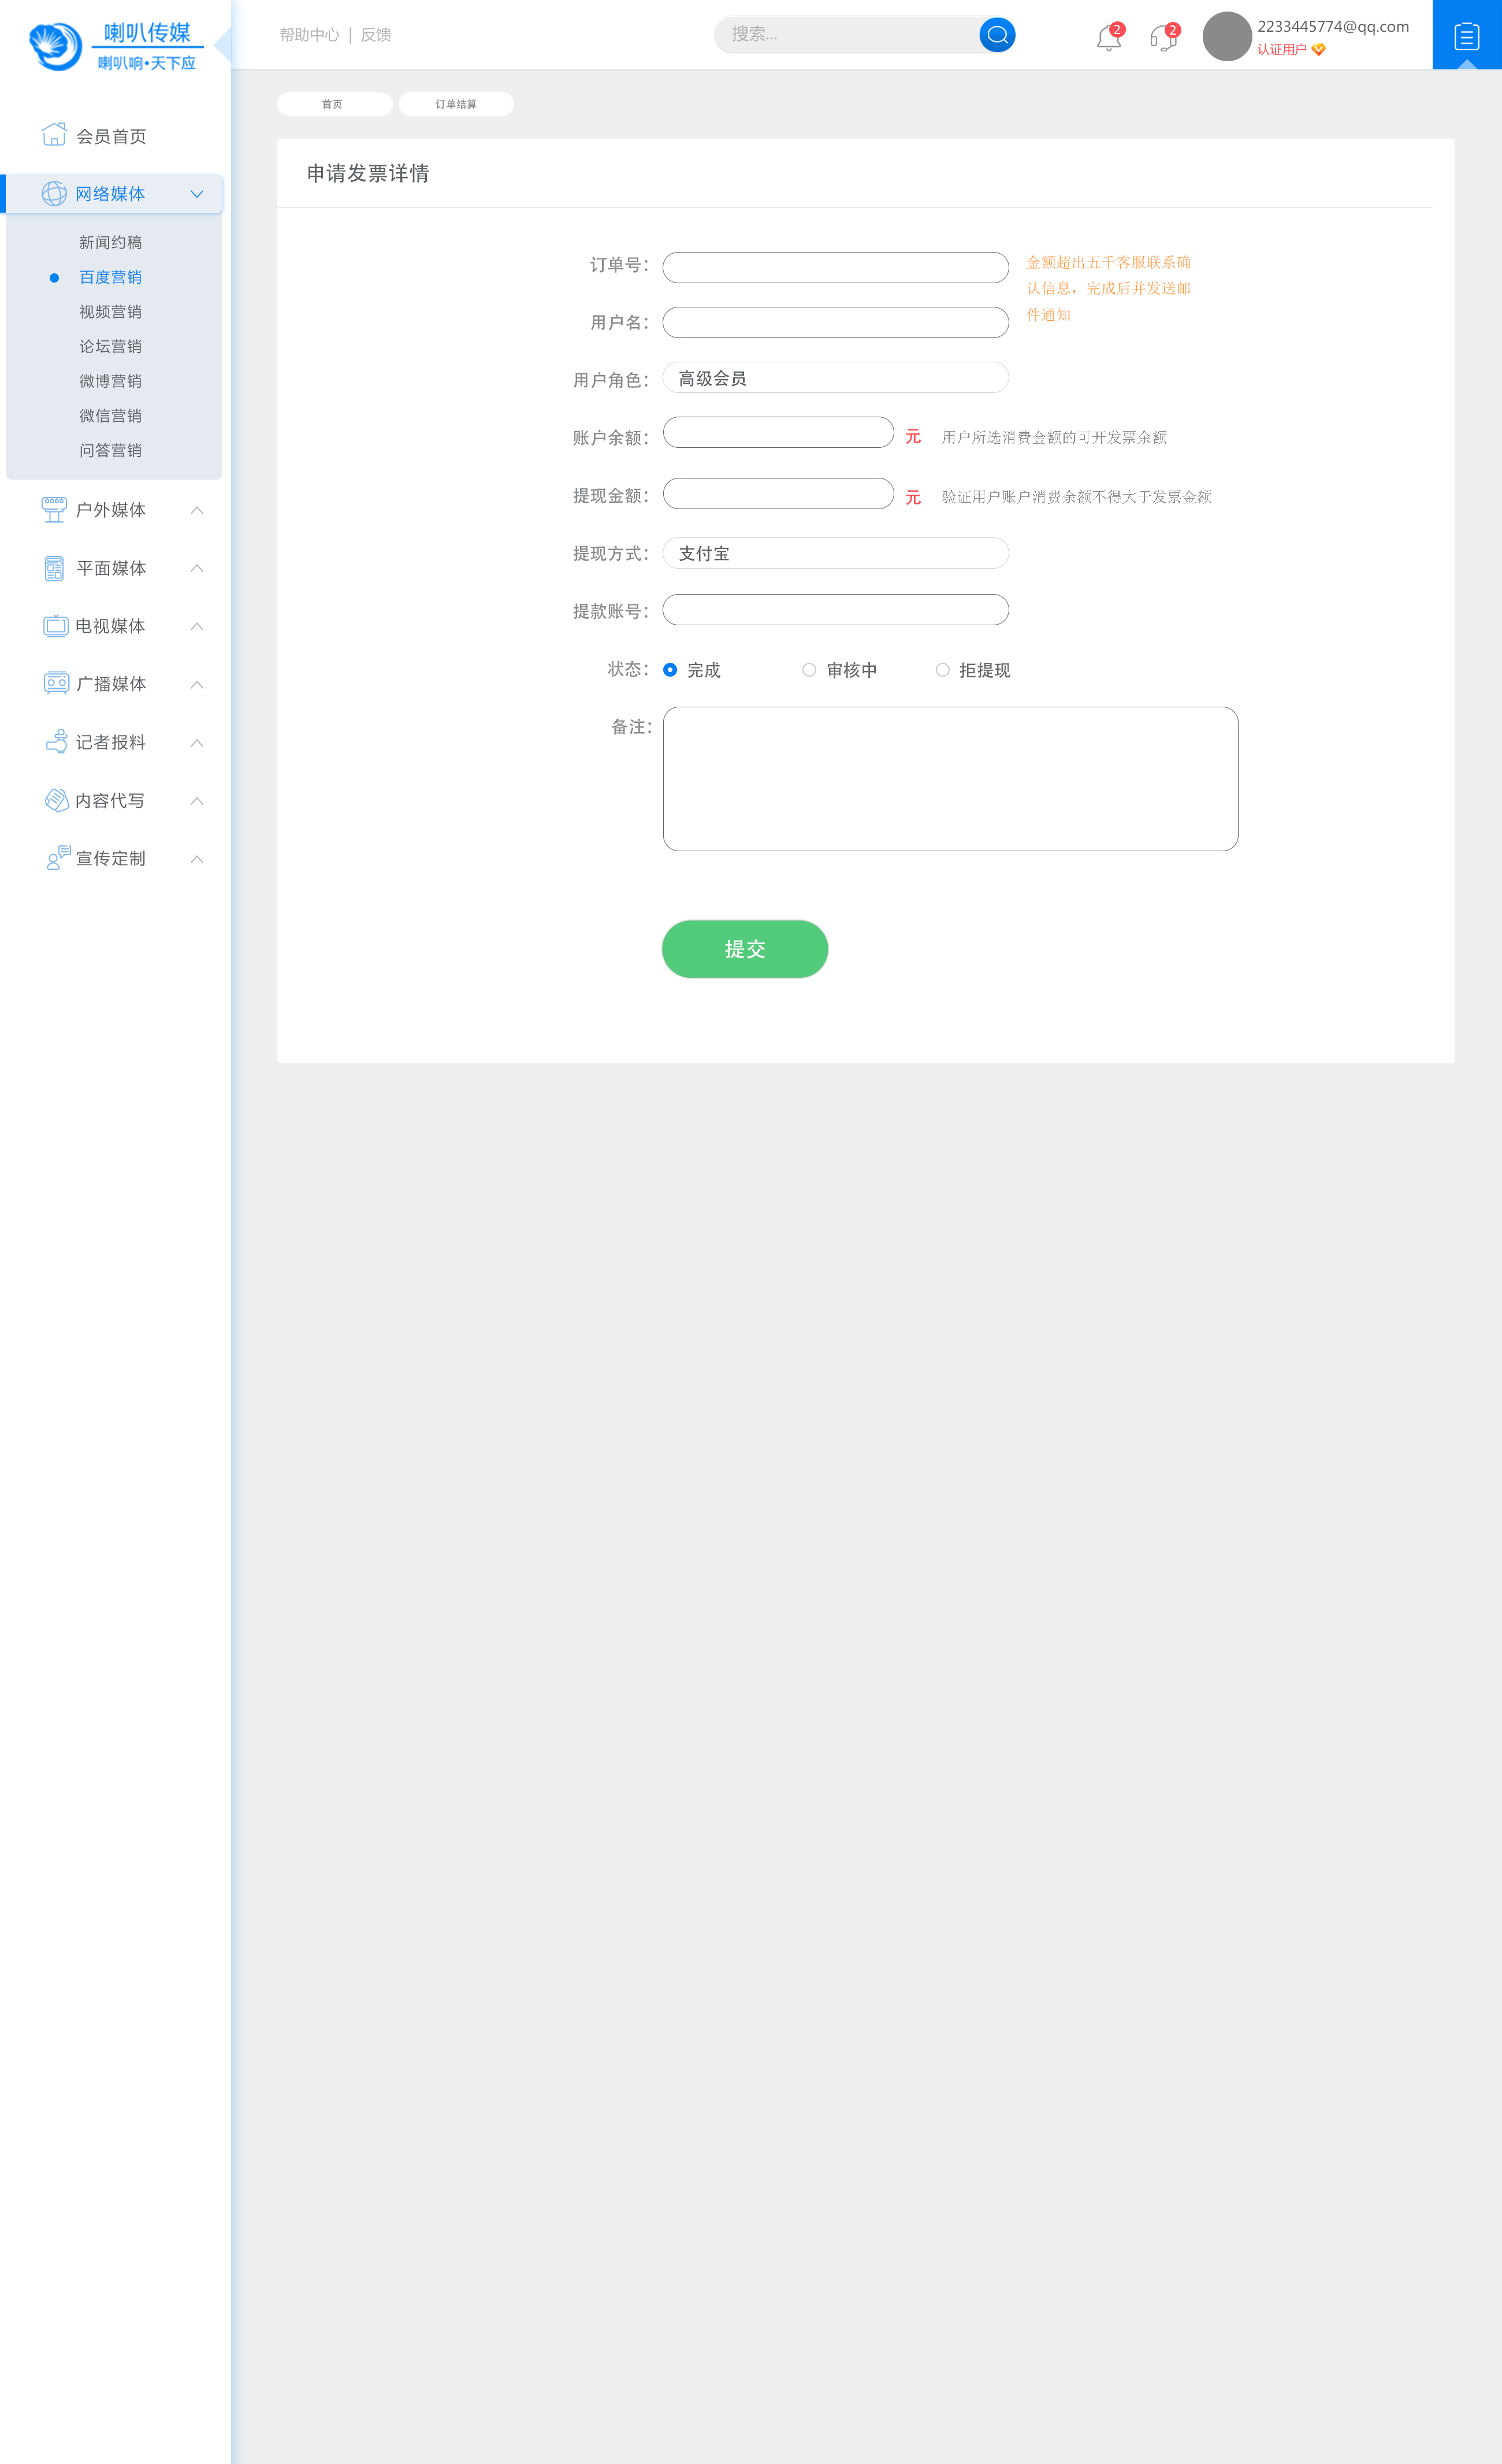 喇叭传媒
喇叭响•天下应
帮助中心 | 反馈
搜索...
2
2
2233445774@qq.com
认证用户
会员首页
网络媒体
新闻约稿
百度营销
视频营销
论坛营销
微博营销
微信营销
问答营销
户外媒体
平面媒体
电视媒体
广播媒体
记者报料
内容代写
宣传定制
首页
订单结算
申请发票详情
订单号：
金额超出五千客服联系确
认信息，完成后并发送邮
件通知
用户名：
用户角色： 高级会员
账户余额： 元 用户所选消费金额的可开发票余额
提现金额： 元 验证用户账户消费余额不得大于发票金额
提现方式： 支付宝
提款账号：
状态： 完成 审核中 拒提现
备注：
提交